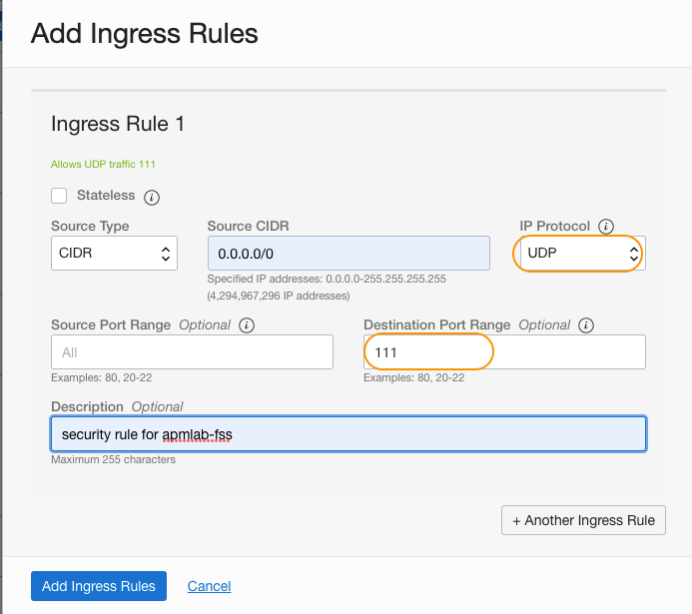 Add Ingress Rules
Ingress Rule 1
Allows UDP traffic 111
Stateless i
Source Type Source CIDR IP Protocol i
CIDR 0.0.0.0/0 UDP
Specified IP addresses: 0.0.0.0-255.255.255.255
(4,294,967,296 IP addresses)
Source Port Range Optional i Destination Port Range Optional i
All 111
Examples: 80, 20-22 Examples: 80, 20-22
Description Optional
security rule for apmlab-fss
Maximum 255 characters
+ Another Ingress Rule
Add Ingress Rules Cancel